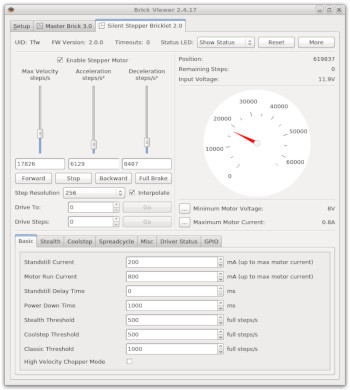 Brick Viewer 2.4.17
Setup Master Brick 3.0 Silent Stepper Bricklet 2.0
UID: Tfw FW Version: 2.0.0 Timeouts: 0 Status LED: Show Status Reset More
Enable Stepper Motor
Max Velocity Acceleration Deceleration
steps/s steps/s² steps/s²
17826 6129 8487
Forward Stop Backward Full Brake
Step Resolution 256 Interpolate
Drive To: 0 Go
Drive Steps: 0 Go
Position: 619837
Remaining Steps: 0
Input Voltage: 11.9V
0 10000 20000 30000 40000 50000 60000
... Minimum Motor Voltage: 8V
... Maximum Motor Current: 0.8A
Basic Stealth Coolstep Spreadcycle Misc Driver Status GPIO
Standstill Current 200 mA (up to max motor current)
Motor Run Current 800 mA (up to max motor current)
Standstill Delay Time 0 ms
Power Down Time 1000 ms
Stealth Threshold 500 full steps/s
Coolstep Threshold 500 full steps/s
Classic Threshold 1000 full steps/s
High Velocity Chopper Mode